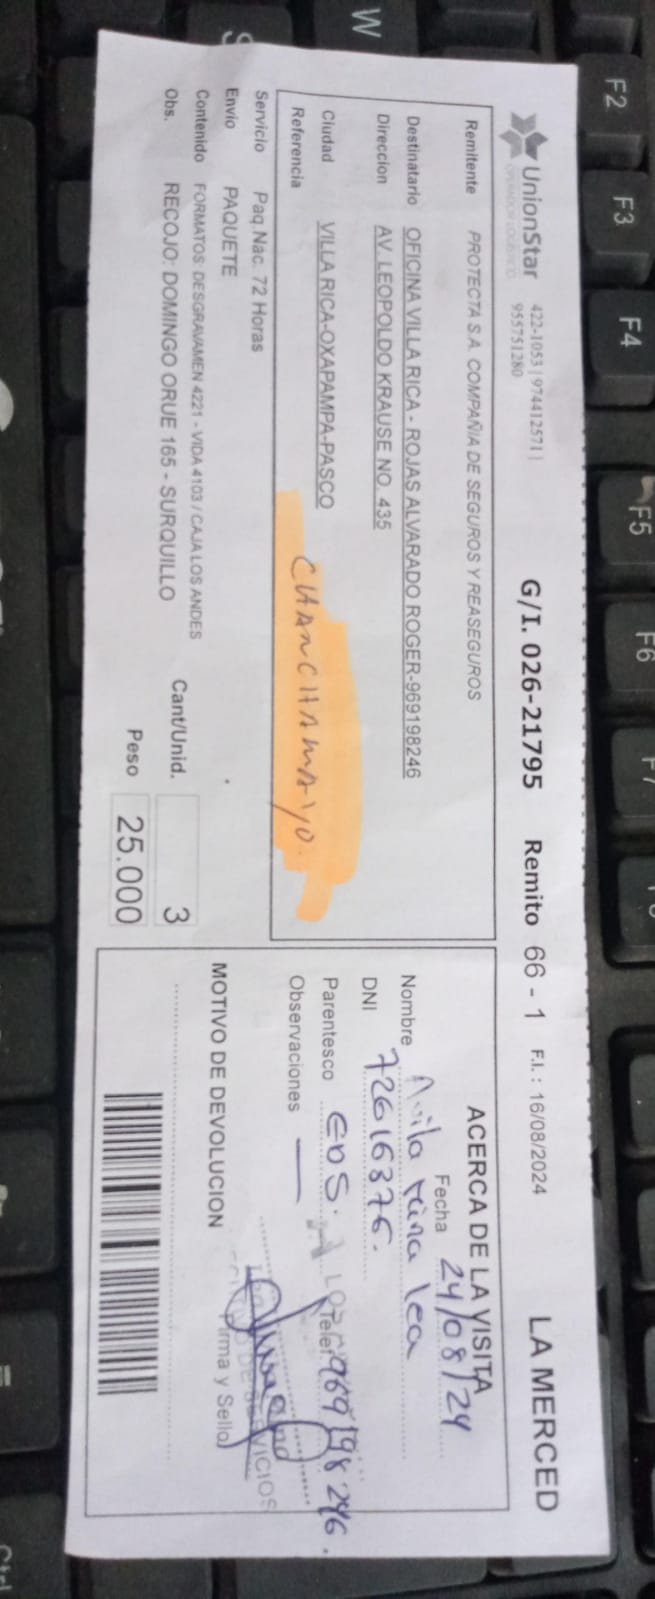 UnionStar
OPERADOR LOGISTICO
422-1053 | 974412571 |
955751280
G/I. 026-21795 Remito 66 - 1 F.I. : 16/08/2024 LA MERCED
Remitente PROTECTA S.A. COMPAÑIA DE SEGUROS Y REASEGUROS
Destinatario OFICINA VILLA RICA - ROJAS ALVARADO ROGER-969198246
Direccion AV. LEOPOLDO KRAUSE NO. 435
Ciudad VILLA RICA-OXAPAMPA-PASCO
Referencia CHANCHAMAYO.
Servicio Paq.Nac. 72 Horas
Envio PAQUETE
Contenido FORMATOS: DESGRAVAMEN 4221 - VIDA 4103 / CAJA LOS ANDES
Obs. RECOJO: DOMINGO ORUE 165 - SURQUILLO
Cant/Unid. 3
Peso 25.000
ACERCA DE LA VISITA
Fecha 24/08/24
Nombre Avila Lea
DNI 72616376.
Parentesco Telef 969198246.
Observaciones —
Firma y Sello
MOTIVO DE DEVOLUCION
W
F2
F3
F4
F5
F6
F7
Ctrl